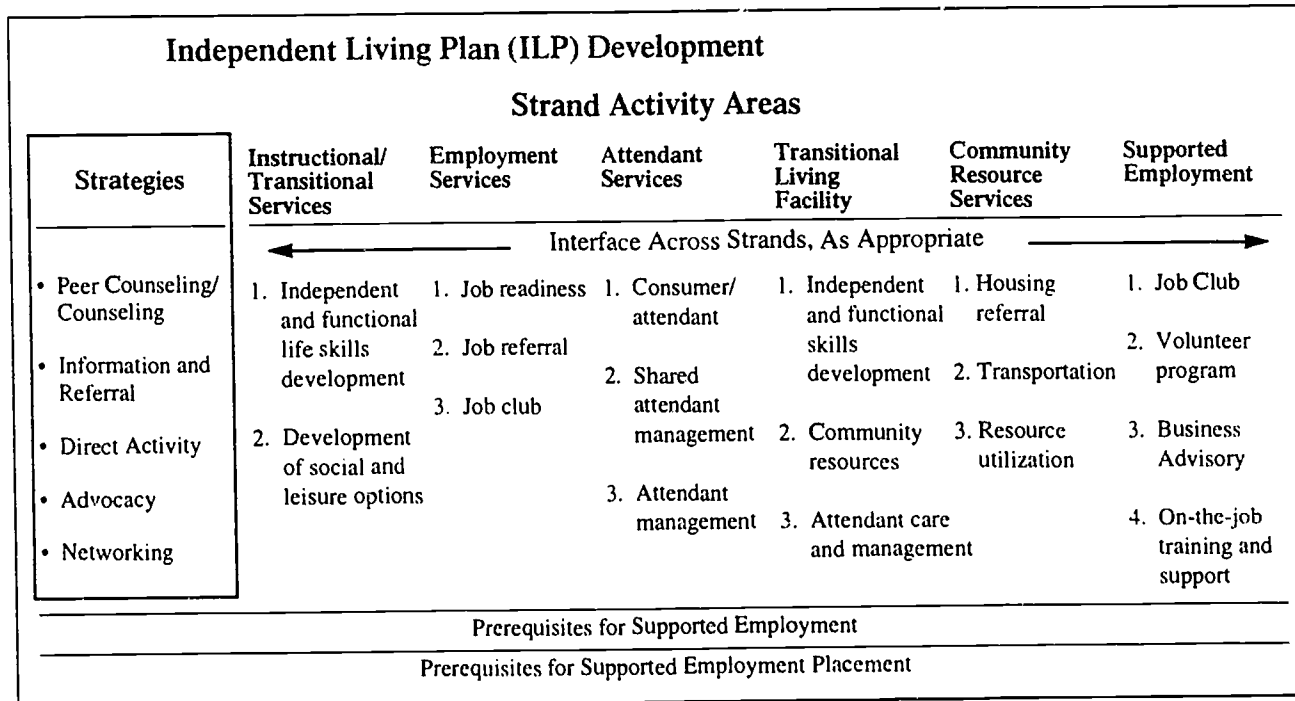 Independent Living Plan (ILP) Development
Strand Activity Areas
Strategies
• Peer Counseling/
Counseling
• Information and
Referral
• Direct Activity
• Advocacy
• Networking
Instructional/
Transitional
Services
Employment
Services
Attendant
Services
Transitional
Living
Facility
Community
Resource
Services
Supported
Employment
Interface Across Strands, As Appropriate
1. Independent
and functional
life skills
development
2. Development
of social and
leisure options
1. Job readiness
2. Job referral
3. Job club
1. Consumer/
attendant
2. Shared
attendant
management
3. Attendant
management
1. Independent
and functional
skills
development
2. Community
resources
3. Attendant care
and management
1. Housing
referral
2. Transportation
3. Resource
utilization
1. Job Club
2. Volunteer
program
3. Business
Advisory
4. On-the-job
training and
support
Prerequisites for Supported Employment
Prerequisites for Supported Employment Placement